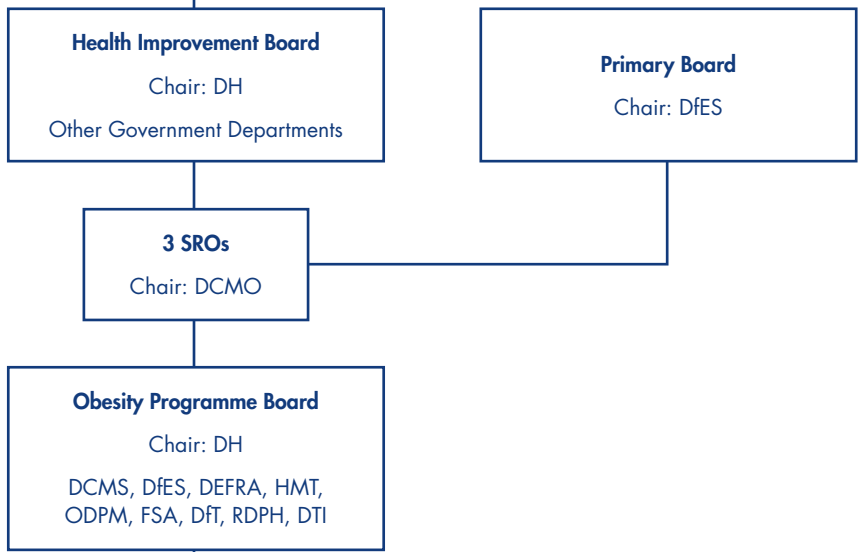 Health Improvement Board
Chair: DH
Other Government Departments
Primary Board
Chair: DfES
3 SROs
Chair: DCMO
Obesity Programme Board
Chair: DH
DCMS, DfES, DEFRA, HMT,
ODPM, FSA, DfT, RDPH, DTI